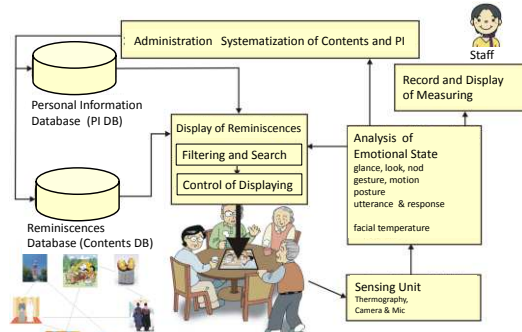 : Administration Systematization of Contents and PI
Staff
Personal Information
Database (PI DB)
Record and Display
of Measuring
Display of Reminiscences
Filtering and Search
Control of Displaying
Analysis of
Emotional State
glance, look, nod
gesture, motion
posture
utterance & response
facial temperature
Reminiscences
Database (Contents DB)
Sensing Unit
Thermography,
Camera & Mic